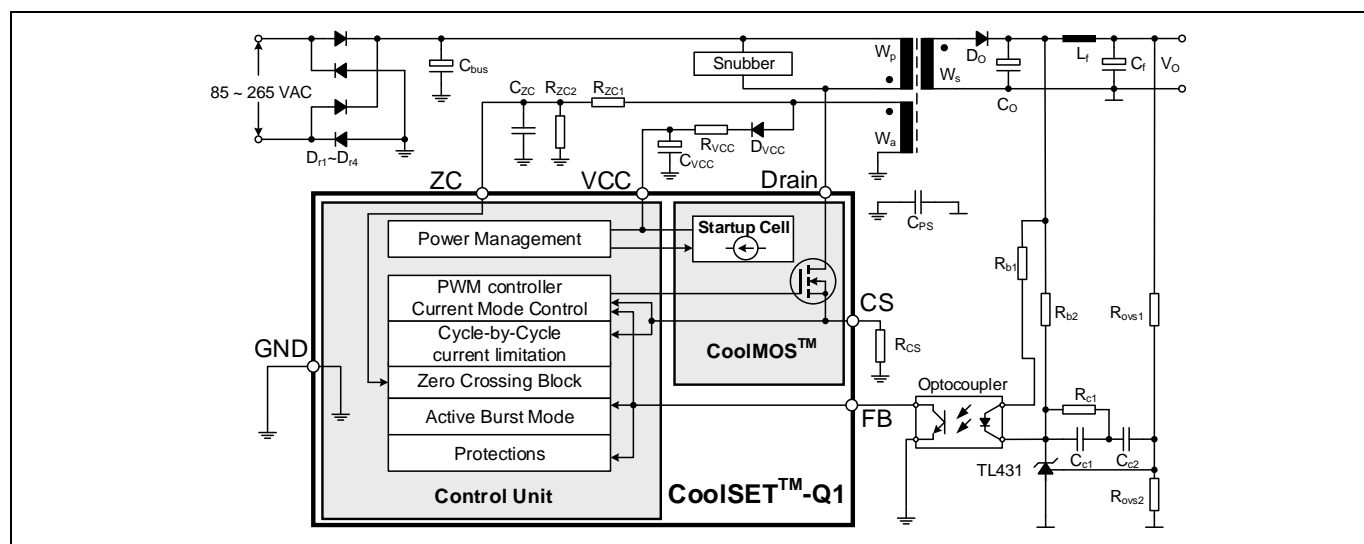 85 ~ 265 VAC
Dr1~Dr4
Cbus
Snubber
Wp
Ws
DO
CO
Lf
Cf
VO
CZC
RZC2
RZC1
Wa
CVCC
RVCC
DVCC
ZC
VCC
Drain
CPS
Power Management
Startup Cell
PWM controller
Current Mode Control
Cycle-by-Cycle
current limitation
Zero Crossing Block
Active Burst Mode
Protections
Control Unit
CoolMOS™
CoolSET™-Q1
GND
CS
RCS
FB
Optocoupler
Rb1
Rb2
Rovs1
Rc1
Cc1
Cc2
TL431
Rovs2